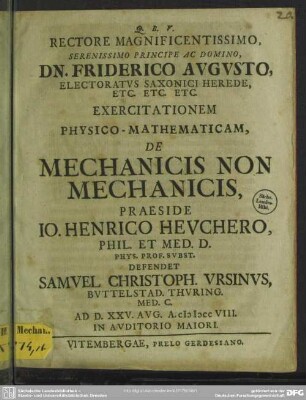 Q. B. V.
RECTORE MAGNIFICENTISSIMO,
SERENISSIMO PRINCIPE AC DOMINO,
DN. FRIDERICO AVGVSTO,
ELECTORATVS SAXONICI HEREDE,
ETC. ETC. ETC.
EXERCITATIONEM
PHYSICO-MATHEMATICAM,
DE
MECHANICIS NON
MECHANICIS,
PRAESIDE
IO. HENRICO HEVCHERO,
PHIL. ET MED. D.
PHYS. PROF. SVBST.
DEFENDET
SAMVEL CHRISTOPH. VRSINVS,
BVTTELSTAD. THVRING.
MED. C.
AD D. XXV. AVG. A. cIɔIɔcc VIII.
IN AVDITORIO MAIORI.
VITEMBERGAE, PRELO GERDESIANO.
Mechan.